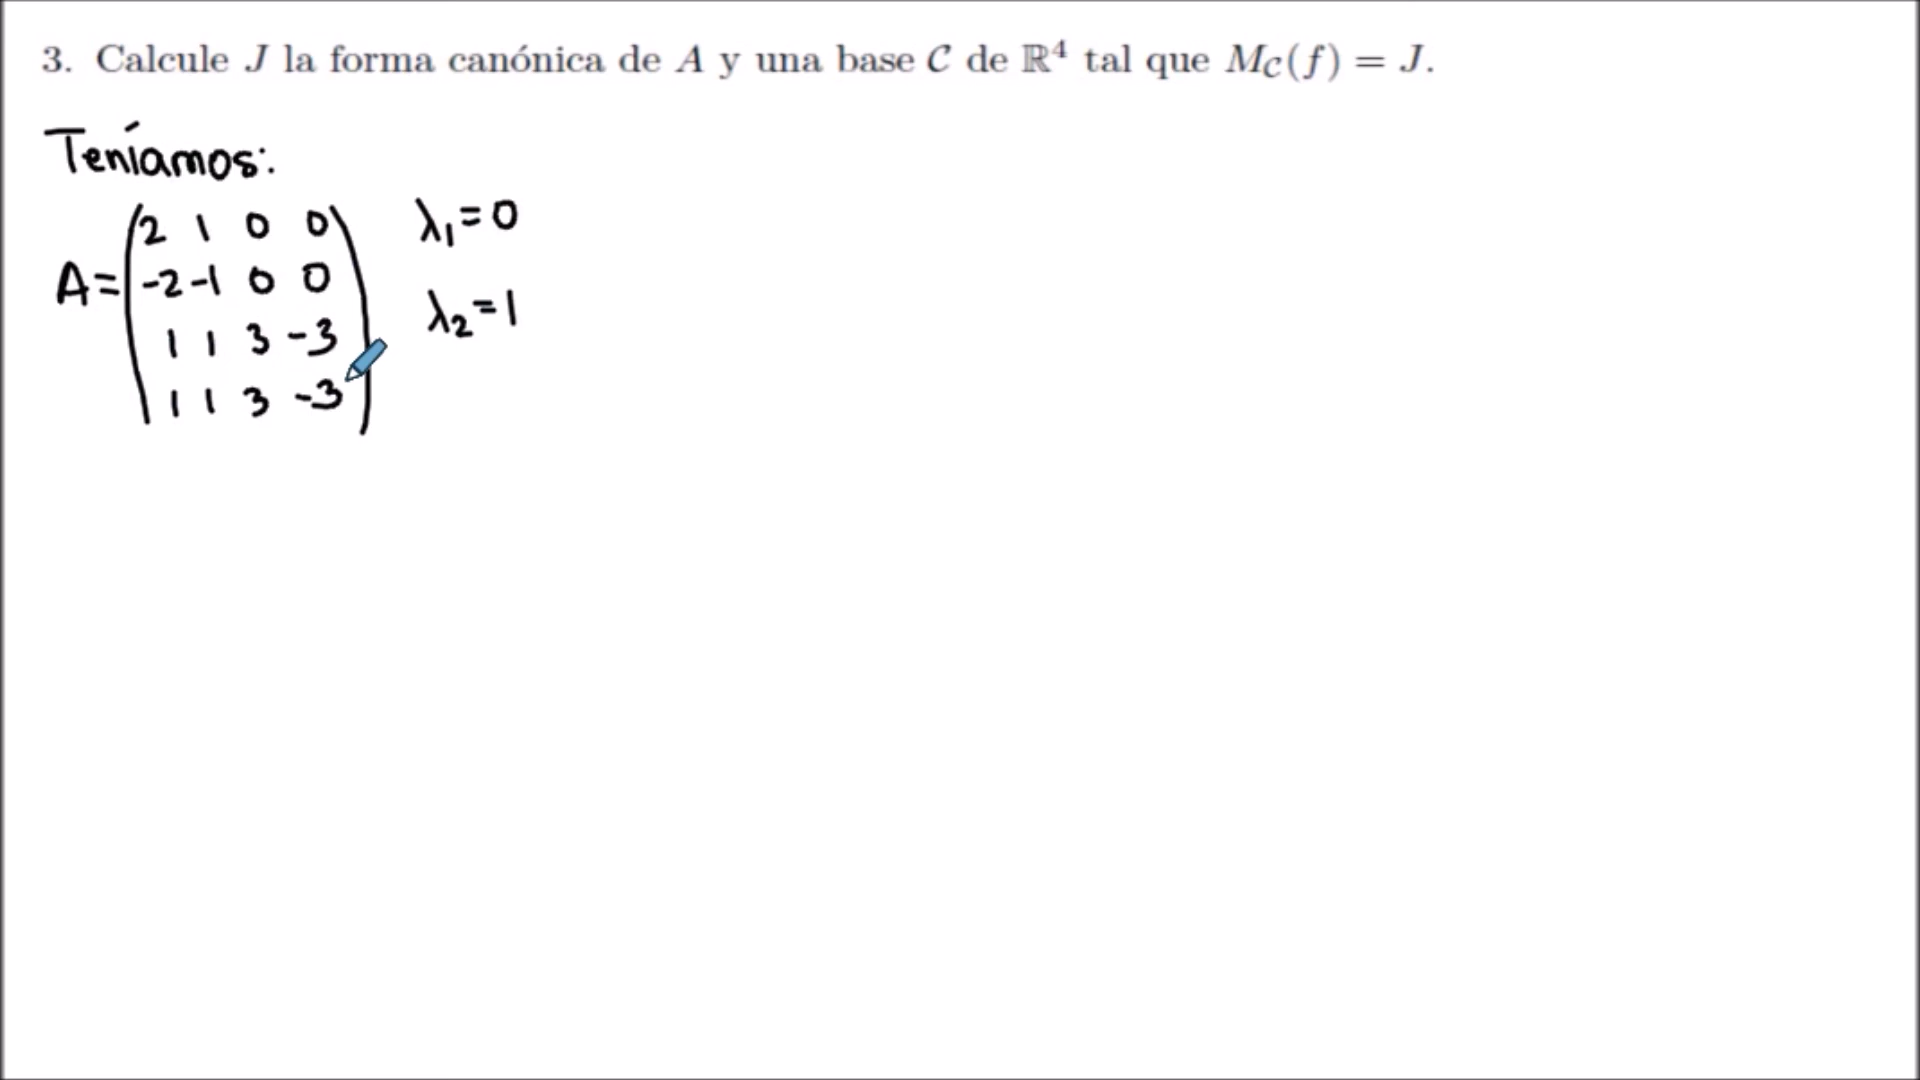 3. Calcule J la forma canónica de A y una base C de ℝ⁴ tal que M_C(f) = J.
Teníamos:
A = (2 1 0 0
-2 -1 0 0
1 1 3 -3
1 1 3 -3)
λ₁ = 0
λ₂ = 1